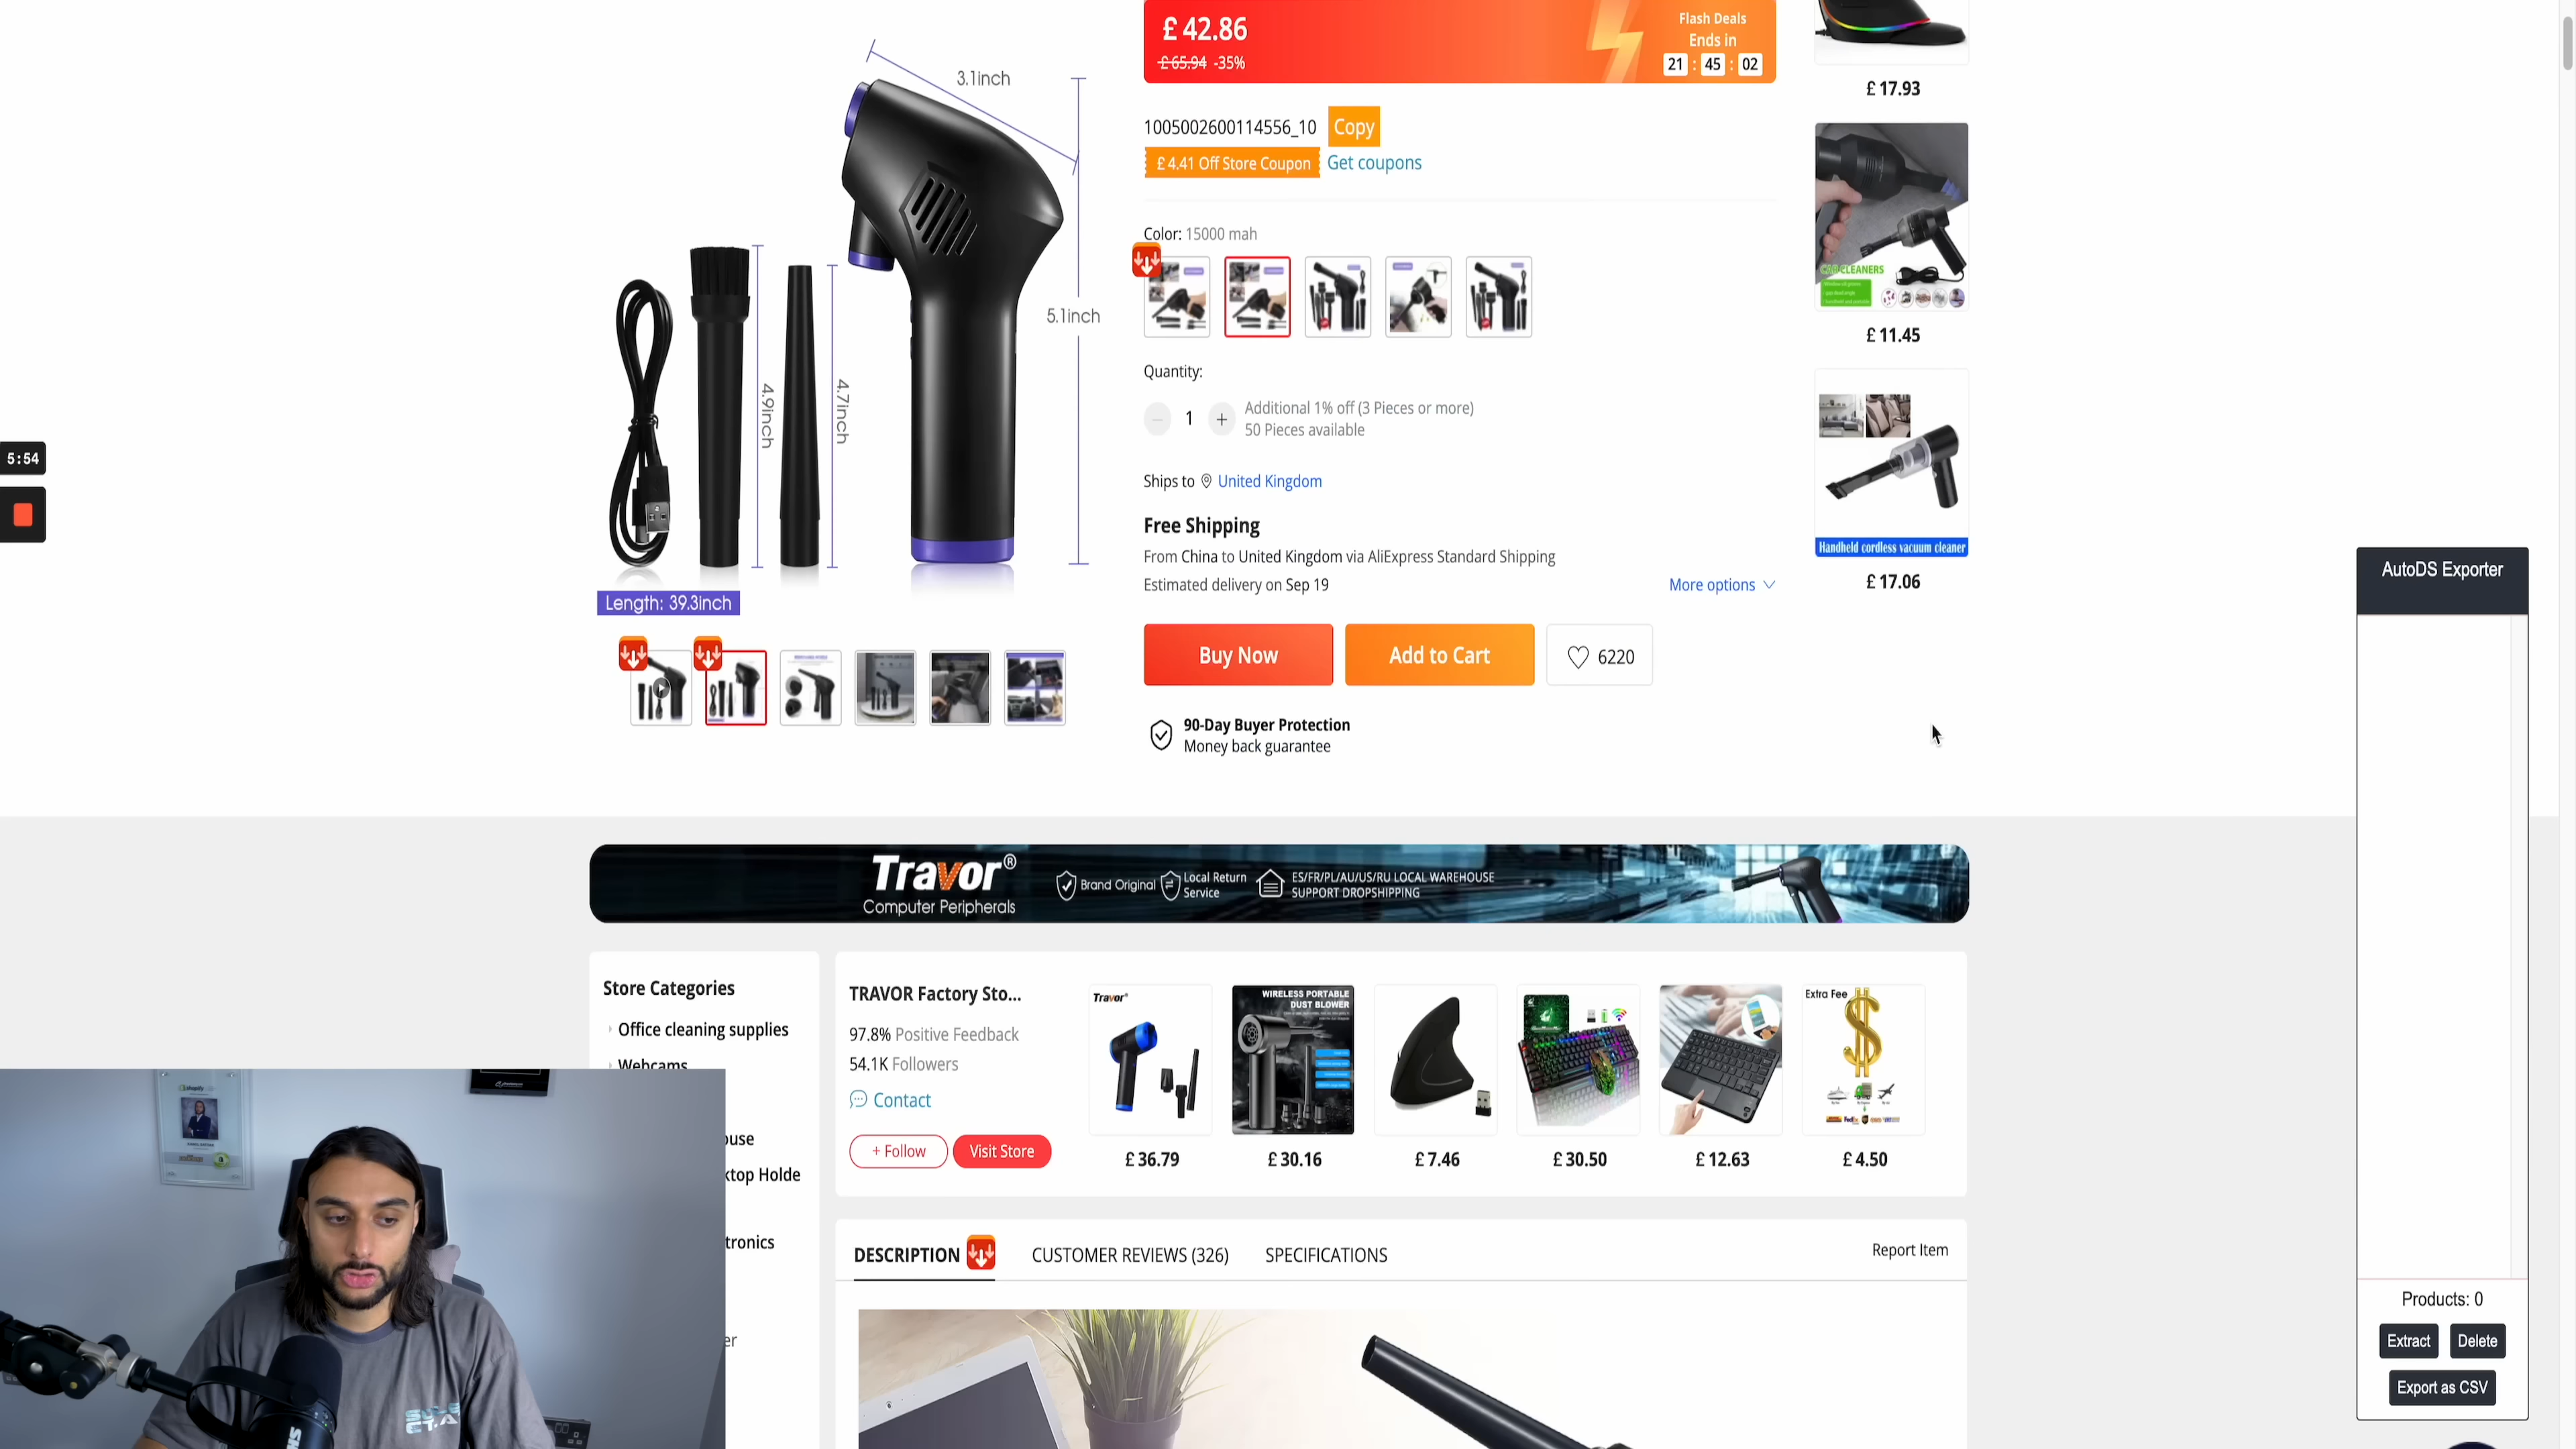 £ 42.86
£ 65.94 -35%
Flash Deals
Ends in
21 : 45 : 02
1005002600114556_10 Copy
£ 4.41 Off Store Coupon Get coupons
Color: 15000 mah
Quantity:
1
Additional 1% off (3 Pieces or more)
50 Pieces available
Ships to United Kingdom
Free Shipping
From China to United Kingdom via AliExpress Standard Shipping
Estimated delivery on Sep 19
More options
Buy Now
Add to Cart
6220
90-Day Buyer Protection
Money back guarantee
3.1inch
5.1inch
4.9inch
4.7inch
Length: 39.3inch
£ 17.93
CAR CLEANERS
£ 11.45
Handheld cordless vacuum cleaner
£ 17.06
5:54
AutoDS Exporter
Products: 0
Extract Delete
Export as CSV
Travor®
Computer Peripherals
Brand Original
Local Return
Service
ES/FR/PL/AU/US/RU LOCAL WAREHOUSE
SUPPORT DROPSHIPPING
Store Categories
Office cleaning supplies
Webcams
ouse
ktop Holde
tronics
er
TRAVOR Factory Sto...
97.8% Positive Feedback
54.1K Followers
Contact
+ Follow
Visit Store
Travor®
WIRELESS PORTABLE
DUST BLOWER
Extra Fee
£ 36.79
£ 30.16
£ 7.46
£ 30.50
£ 12.63
£ 4.50
DESCRIPTION
CUSTOMER REVIEWS (326)
SPECIFICATIONS
Report Item
shopify